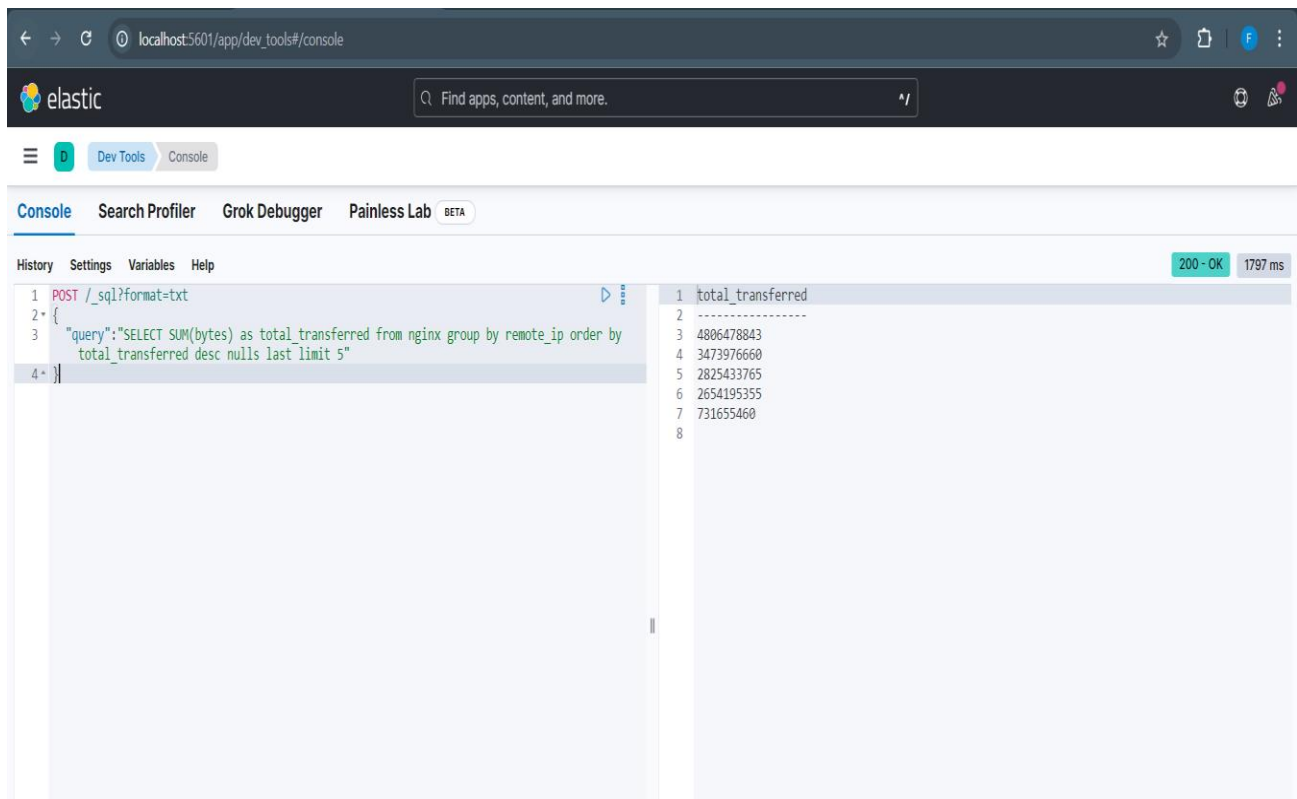 localhost:5601/app/dev_tools#/console
F
elastic
Find apps, content, and more.
^/
D
Dev Tools
Console
Console Search Profiler Grok Debugger Painless Lab BETA
History Settings Variables Help
200 - OK 1797 ms
1 POST /_sql?format=txt
2 {
3 "query":"SELECT SUM(bytes) as total_transferred from nginx group by remote_ip order by
total_transferred desc nulls last limit 5"
4 }
1 total_transferred
2 -----------------
3 4806478843
4 3473976660
5 2825433765
6 2654195355
7 731655460
8